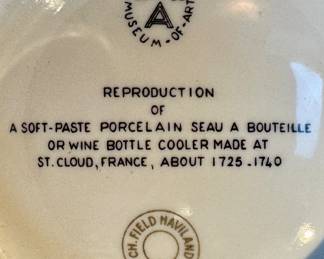 MUSEUM-OF-ART
A
REPRODUCTION
OF
A SOFT-PASTE PORCELAIN SEAU A BOUTEILLE
OR WINE BOTTLE COOLER MADE AT
ST. CLOUD, FRANCE, ABOUT 1725-1740
CH. FIELD HAVILAND